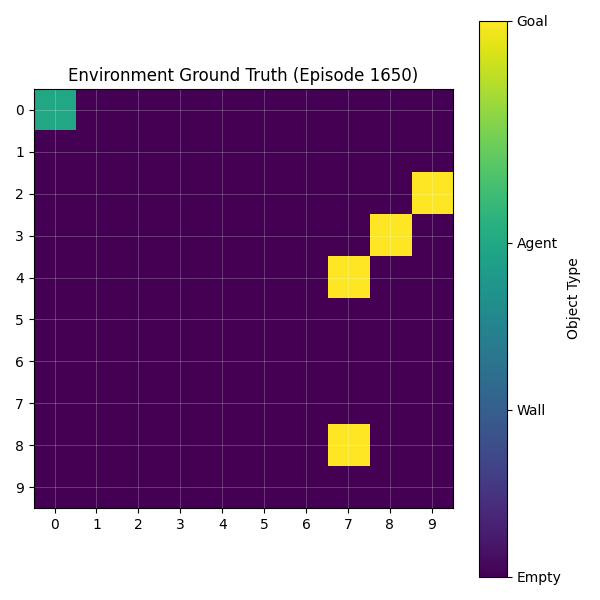 Environment Ground Truth (Episode 1650)
0
1
2
3
4
5
6
7
8
9
0 1 2 3 4 5 6 7 8 9
Goal
Agent
Wall
Empty
Object Type